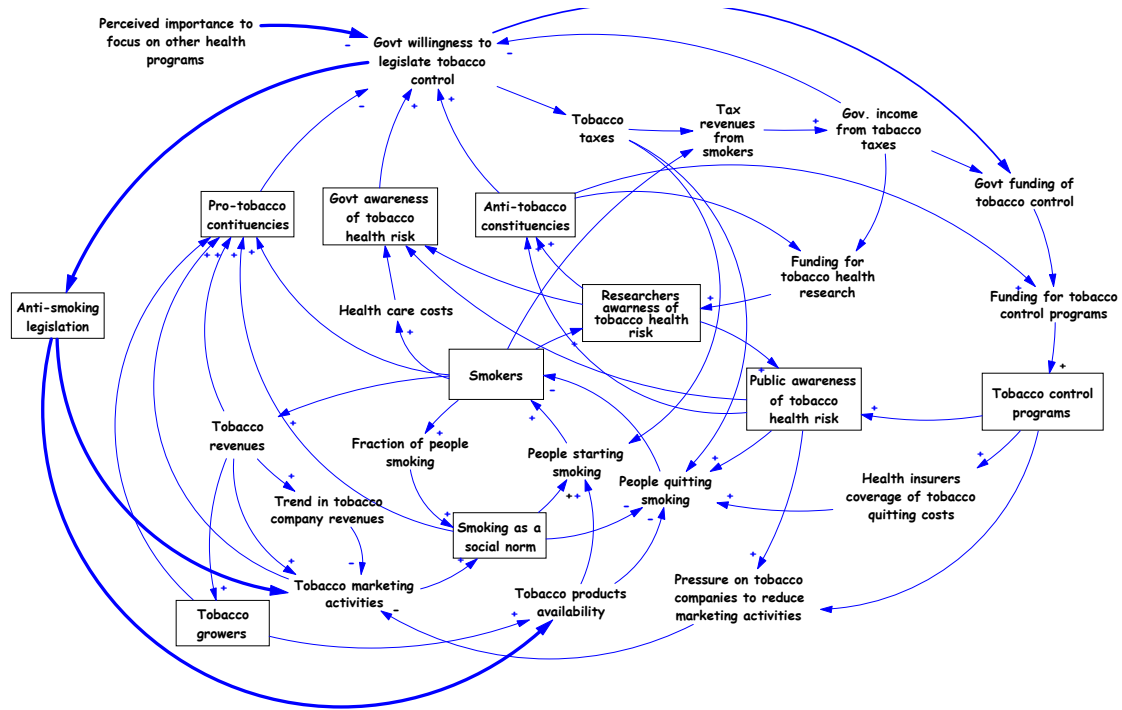 Perceived importance to
focus on other health
programs
Govt willingness to
legislate tobacco
control
Tobacco
taxes
Tax
revenues
from
smokers
Gov. income
from tabacco
taxes
Govt funding of
tobacco control
Pro-tobacco
contituencies
Govt awareness
of tobacco
health risk
Anti-tobacco
constituencies
Funding for
tobacco health
research
Funding for tobacco
control programs
Anti-smoking
legislation
Health care costs
Researchers
awarness of
tobacco health
risk
Smokers
Public awareness
of tobacco
health risk
Tobacco control
programs
Tobacco
revenues
Fraction of people
smoking
People starting
smoking
People quitting
smoking
Health insurers
coverage of tobacco
quitting costs
Trend in tobacco
company revenues
Smoking as a
social norm
Tobacco marketing
activities
Tobacco products
availability
Pressure on tobacco
companies to reduce
marketing activities
Tobacco
growers